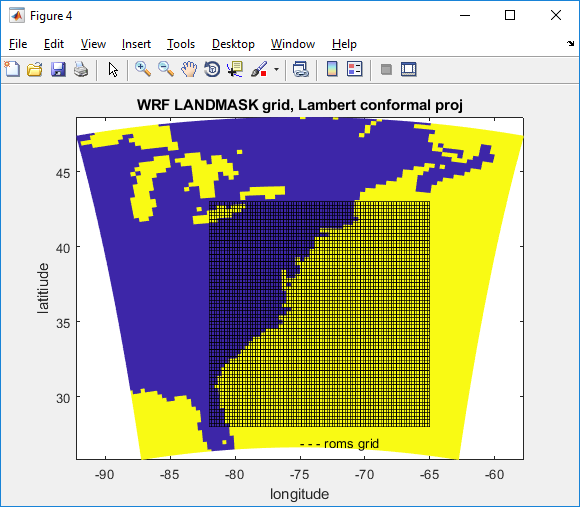 Figure 4
File Edit View Insert Tools Desktop Window Help
WRF LANDMASK grid, Lambert conformal proj
45
40
35
30
latitiude
- - - roms grid
-90 -85 -80 -75 -70 -65 -60
longitude